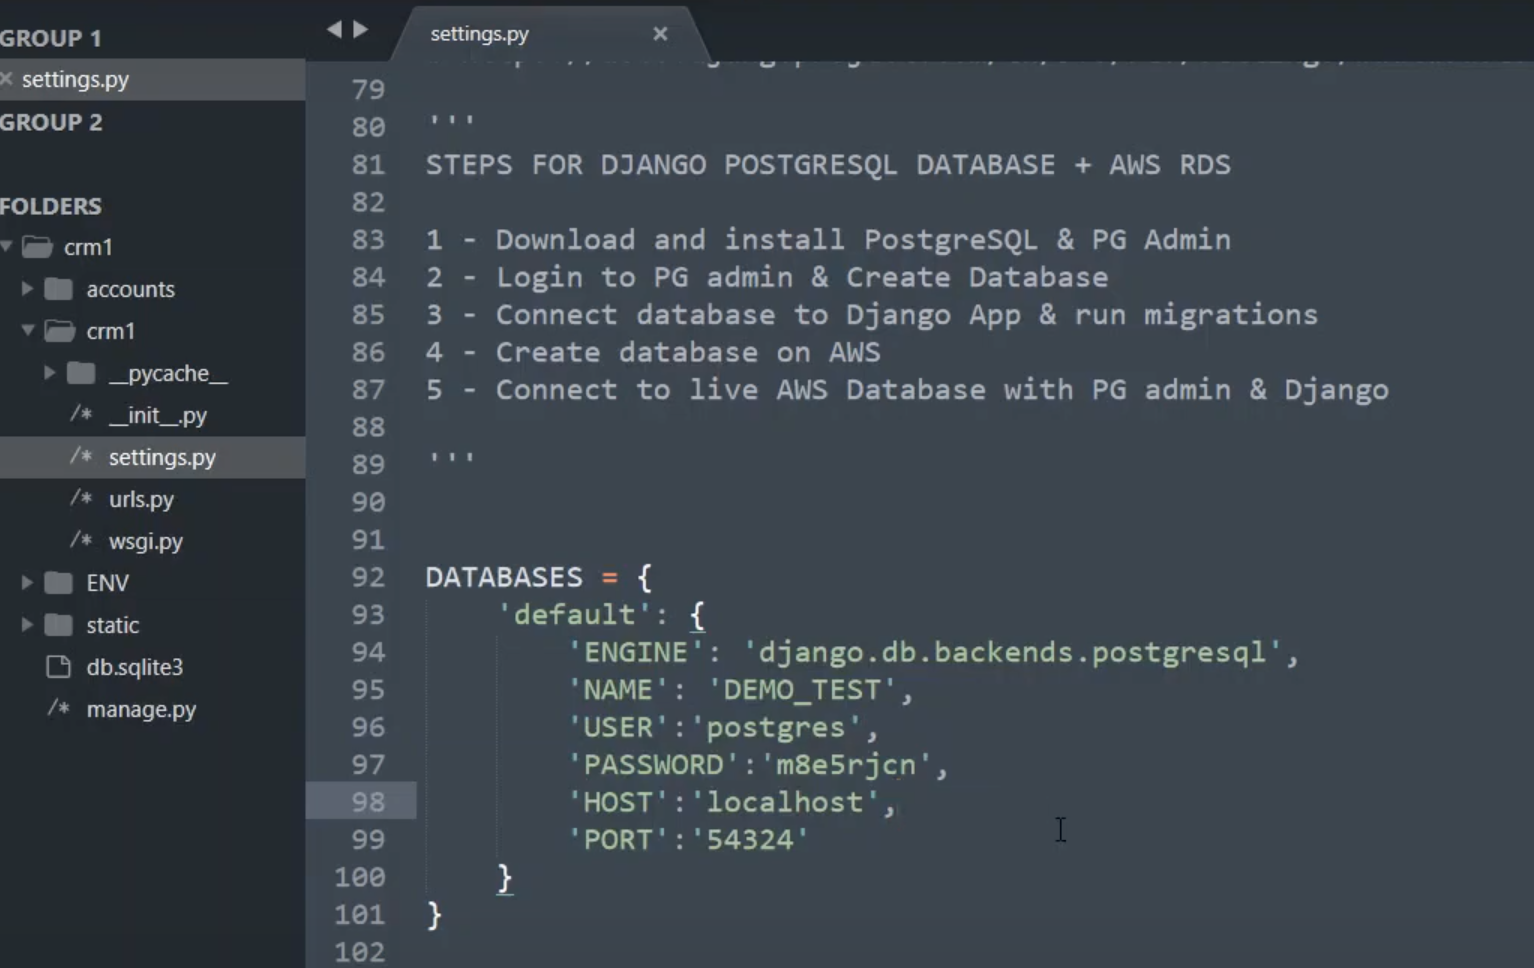 GROUP 1
settings.py
GROUP 2
FOLDERS
crm1
accounts
crm1
__pycache__
/* __init__.py
/* settings.py
/* urls.py
/* wsgi.py
ENV
static
db.sqlite3
/* manage.py
settings.py ×
79
80 '''
81 STEPS FOR DJANGO POSTGRESQL DATABASE + AWS RDS
82
83 1 - Download and install PostgreSQL & PG Admin
84 2 - Login to PG admin & Create Database
85 3 - Connect database to Django App & run migrations
86 4 - Create database on AWS
87 5 - Connect to live AWS Database with PG admin & Django
88
89 '''
90
91
92 DATABASES = {
93 'default': {
94 'ENGINE': 'django.db.backends.postgresql',
95 'NAME': 'DEMO_TEST',
96 'USER':'postgres',
97 'PASSWORD':'m8e5rjcn',
98 'HOST':'localhost',
99 'PORT':'54324'
100 }
101 }
102